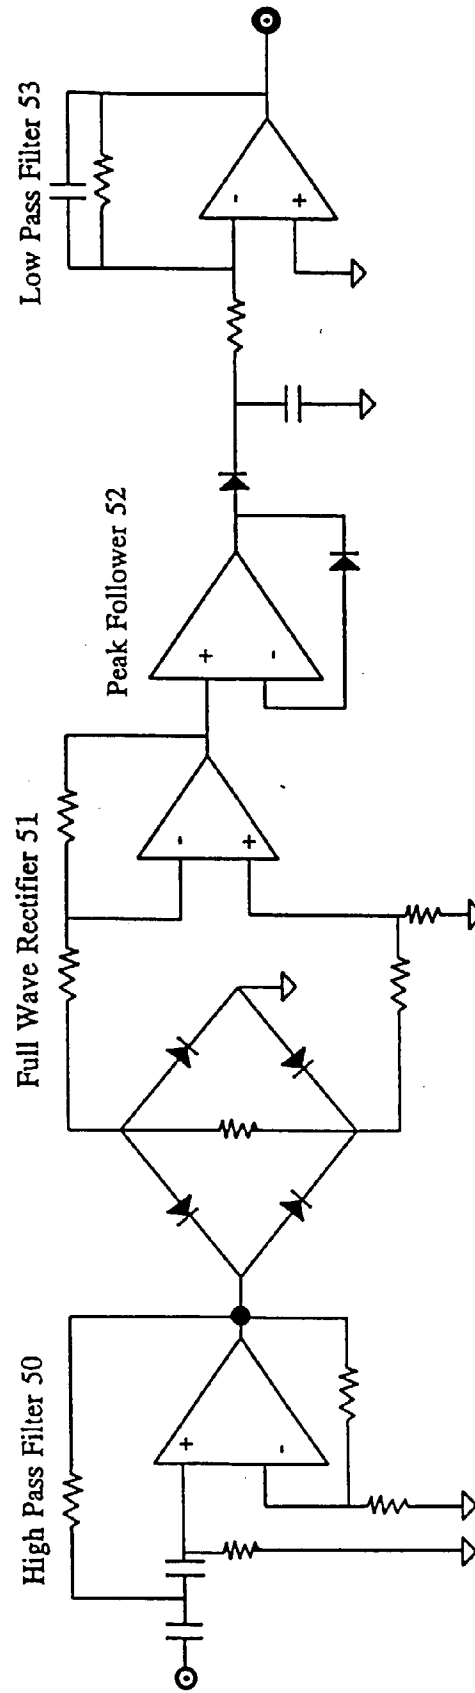 High Pass Filter 50
Full Wave Rectifier 51
Peak Follower 52
Low Pass Filter 53
+
-
-
+
+
-
-
+